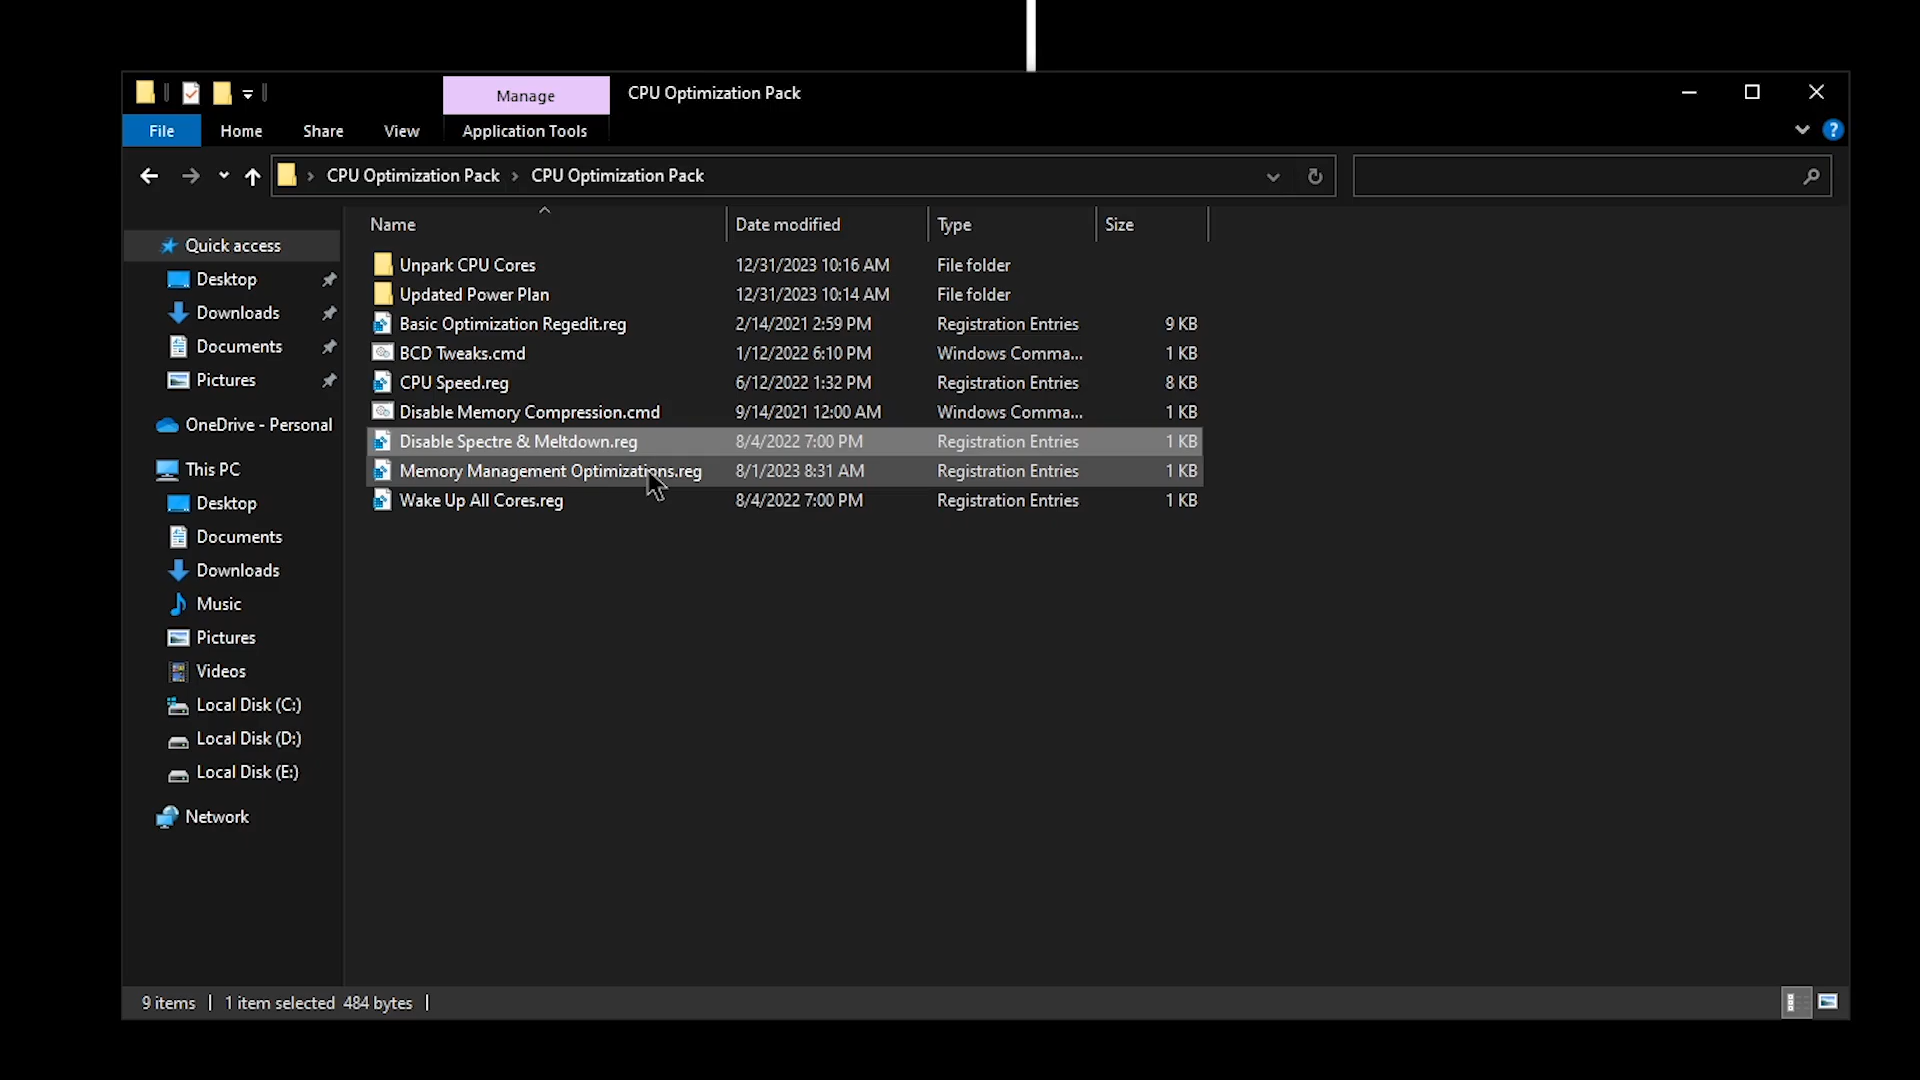 Manage
CPU Optimization Pack
File
Home
Share
View
Application Tools
?
CPU Optimization Pack > CPU Optimization Pack
Name
Date modified
Type
Size
Quick access
Desktop
Downloads
Documents
Pictures
OneDrive - Personal
This PC
Desktop
Documents
Downloads
Music
Pictures
Videos
Local Disk (C:)
Local Disk (D:)
Local Disk (E:)
Network
Unpark CPU Cores 12/31/2023 10:16 AM File folder
Updated Power Plan 12/31/2023 10:14 AM File folder
Basic Optimization Regedit.reg 2/14/2021 2:59 PM Registration Entries 9 KB
BCD Tweaks.cmd 1/12/2022 6:10 PM Windows Comma... 1 KB
CPU Speed.reg 6/12/2022 1:32 PM Registration Entries 8 KB
Disable Memory Compression.cmd 9/14/2021 12:00 AM Windows Comma... 1 KB
Disable Spectre & Meltdown.reg 8/4/2022 7:00 PM Registration Entries 1 KB
Memory Management Optimizations.reg 8/1/2023 8:31 AM Registration Entries 1 KB
Wake Up All Cores.reg 8/4/2022 7:00 PM Registration Entries 1 KB
9 items | 1 item selected 484 bytes |